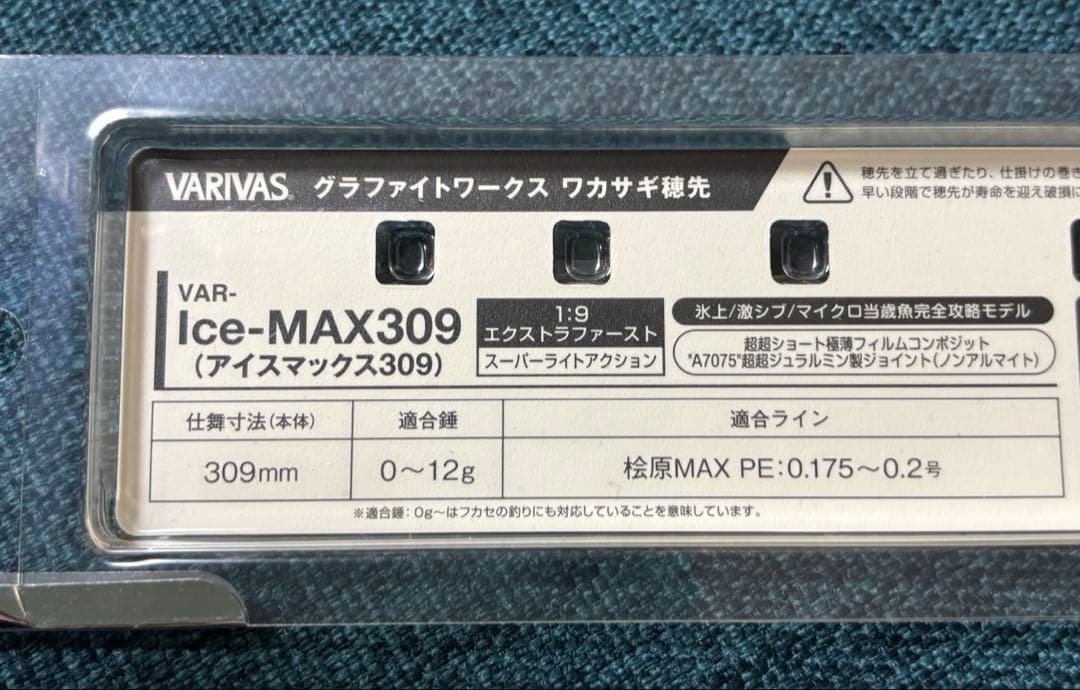 VARIVAS® グラファイトワークス ワカサギ穂先
穂先を立て過ぎたり、仕掛けの巻き
早い段階で穂先が寿命を迎え破損に
VAR-
Ice-MAX309
(アイスマックス309)
1:9
エクストラファースト
スーパーライトアクション
氷上/激シブ/マイクロ当歳魚完全攻略モデル
超超ショート極薄フィルムコンポジット
"A7075"超超ジュラルミン製ジョイント(ノンアルマイト)
仕舞寸法(本体) 適合錘 適合ライン
309mm 0〜12g 桧原MAX PE:0.175〜0.2号
※適合錘:0g〜はフカセの釣りにも対応していることを意味しています。